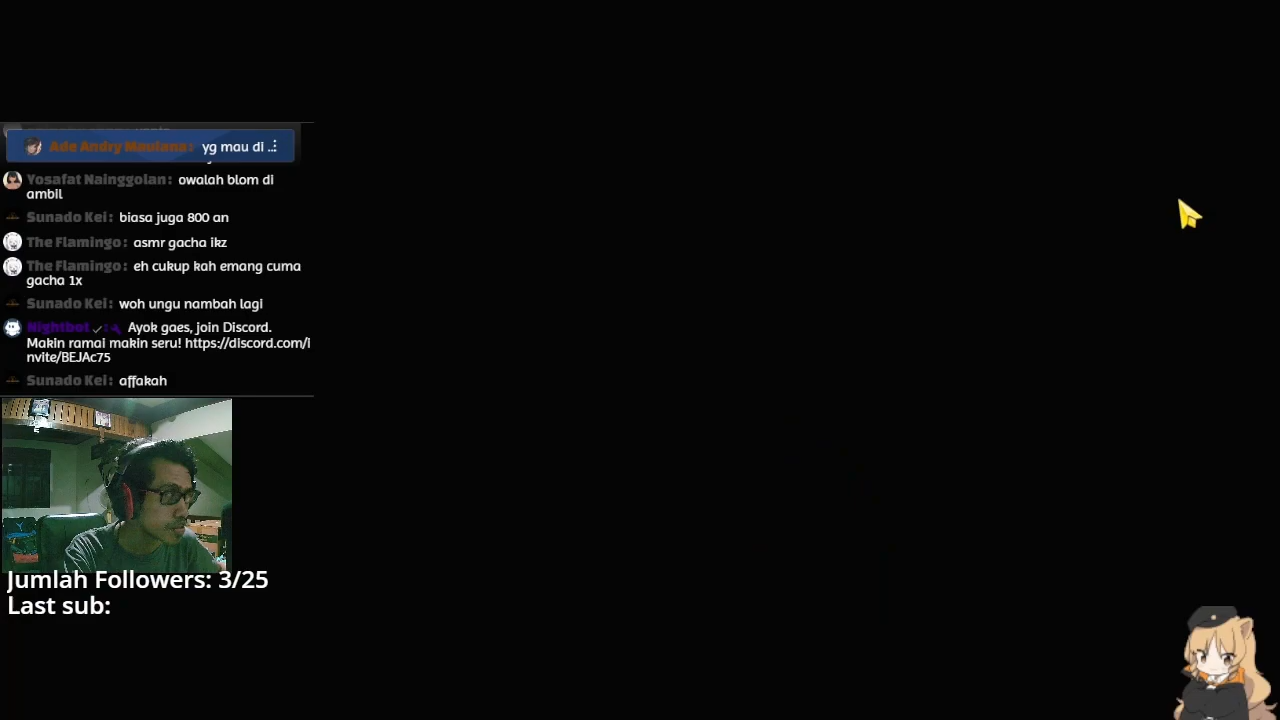 Ade Andry Maulana: yg mau di ..
Yosafat Nainggolan: owalah blom di
ambil
Sunado Kei: biasa juga 800 an
The Flamingo: asmr gacha ikz
The Flamingo: eh cukup kah emang cuma
gacha 1x
Sunado Kei: woh ungu nambah lagi
Nightbot: Ayok gaes, join Discord.
Makin ramai makin seru! https://discord.com/i
nvite/BEJAc75
Sunado Kei: affakah
Jumlah Followers: 3/25
Last sub: